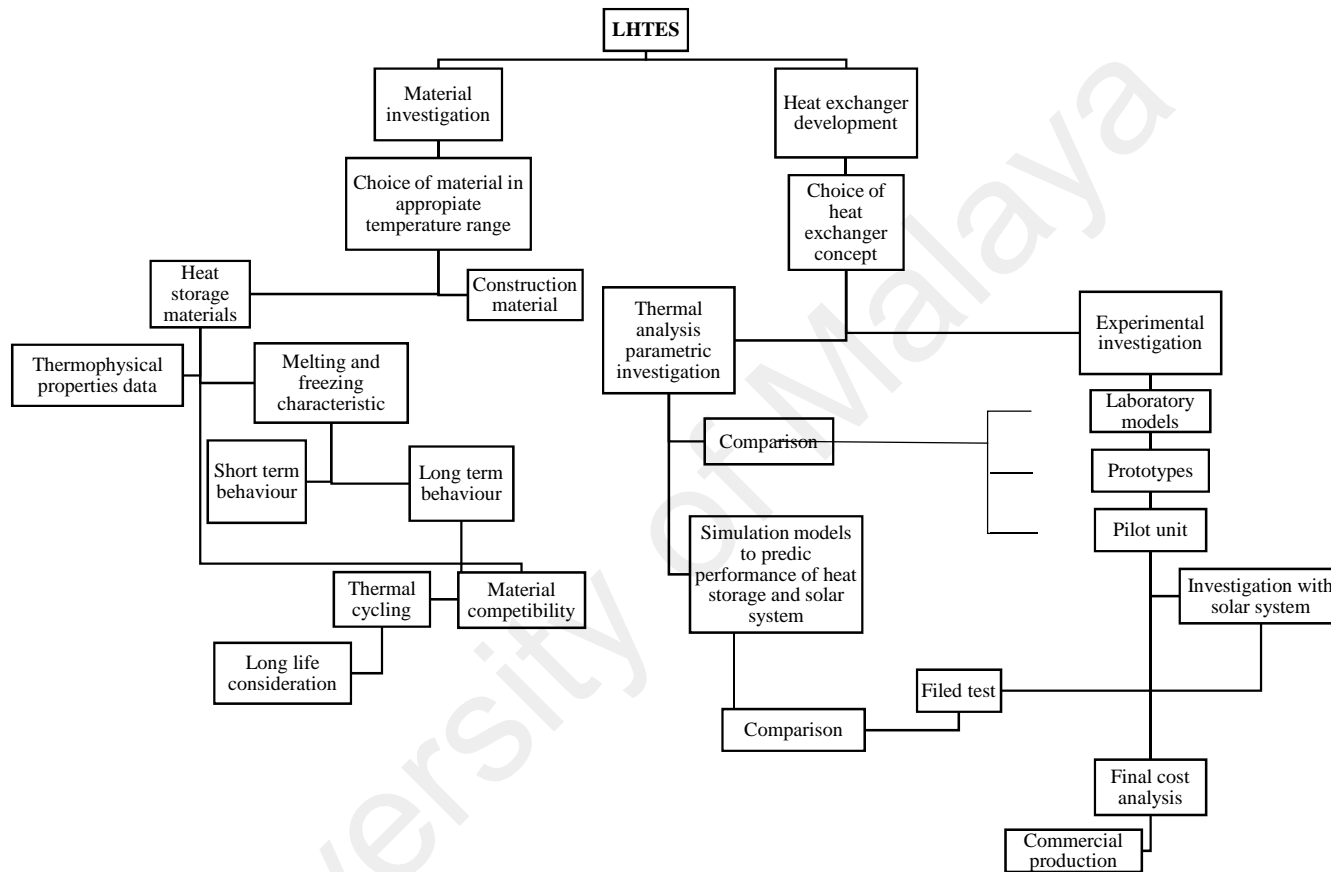 LHTES
Material
investigation
Heat exchanger
development
Choice of material in
appropiate
temperature range
Choice of
heat
exchanger
concept
Heat
storage
materials
Construction
material
Thermal
analysis
parametric
investigation
Experimental
investigation
Thermophysical
properties data
Melting and
freezing
characteristic
Laboratory
models
Comparison
Short term
behaviour
Long term
behaviour
Prototypes
Pilot unit
Simulation models
to predic
performance of heat
storage and solar
system
Thermal
cycling
Material
competibility
Investigation with
solar system
Long life
consideration
Filed test
Comparison
Final cost
analysis
Commercial
production
University of Malaya